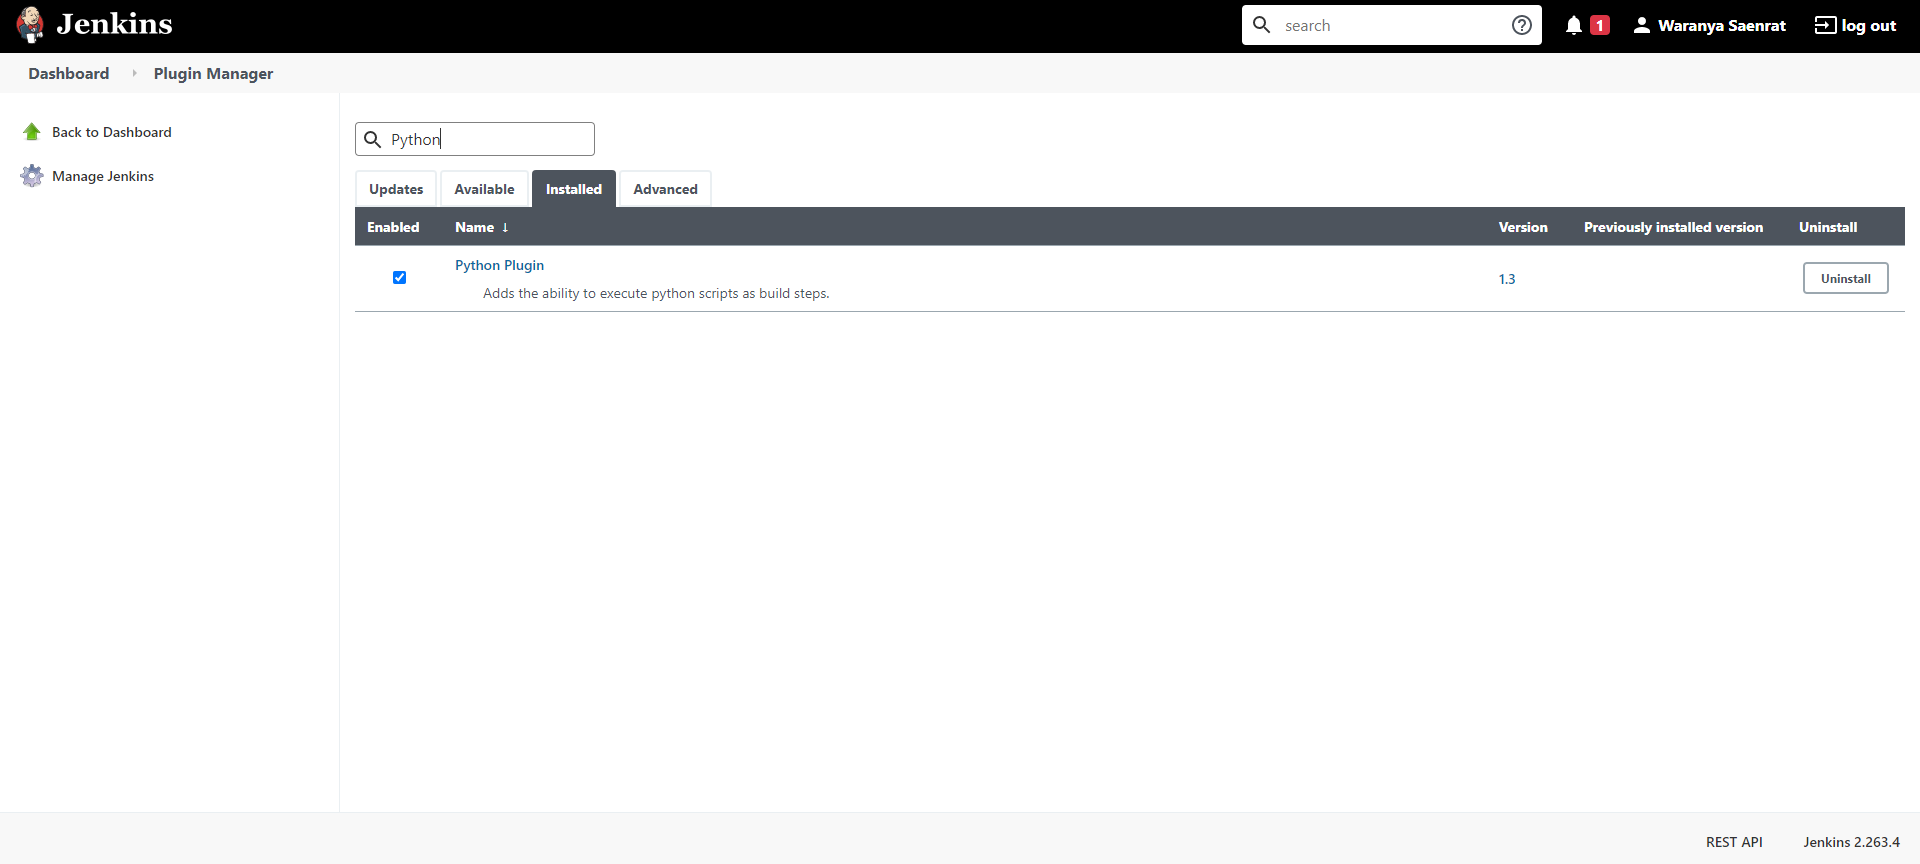 Jenkins
search
1
Waranya Saenrat
log out
Dashboard
Plugin Manager
Back to Dashboard
Manage Jenkins
Python
Updates
Available
Installed
Advanced
Enabled
Name ↓
Version
Previously installed version
Uninstall
Python Plugin
Adds the ability to execute python scripts as build steps.
1.3
Uninstall
REST API
Jenkins 2.263.4